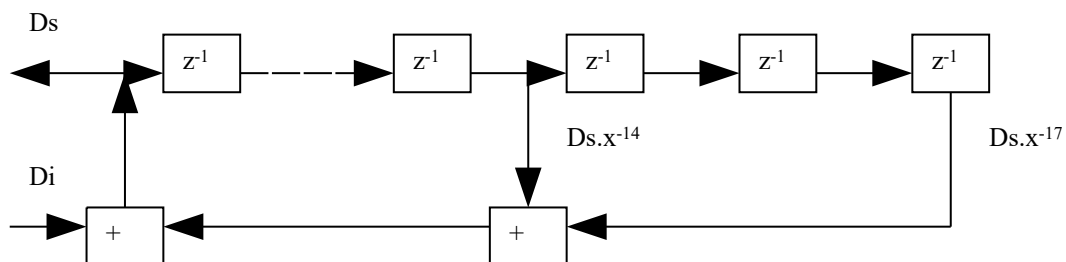 Ds
z⁻¹ z⁻¹ z⁻¹ z⁻¹ z⁻¹
Ds.x⁻¹⁴ Ds.x⁻¹⁷
Di
+ +